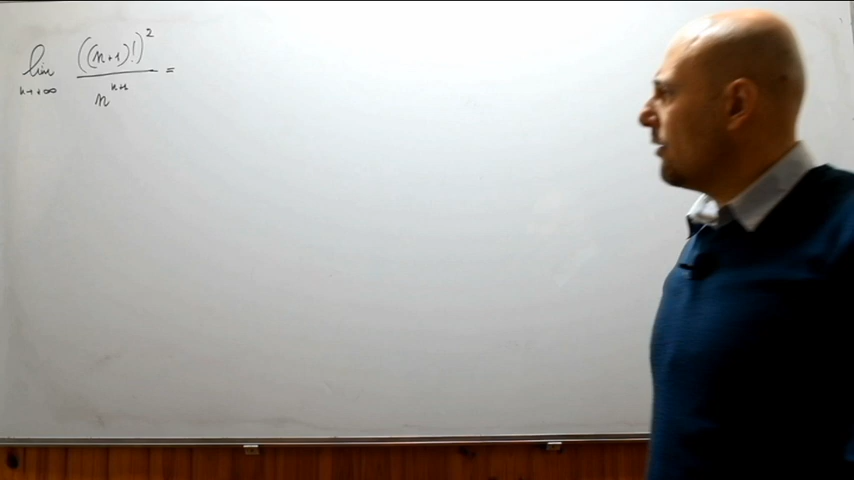 lim n→+∞ ((n+1)!)² / n^(n+1) =